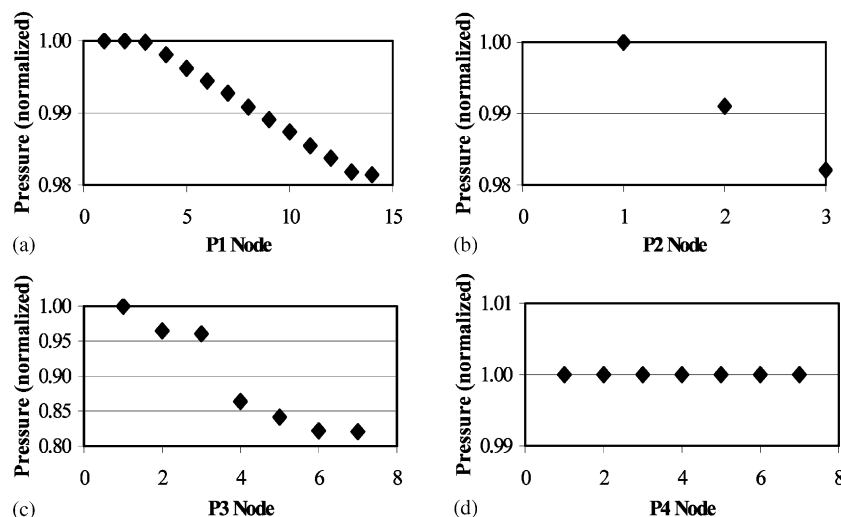 Pressure (normalized)
1.00
0.99
0.98
0
5
10
15
(a)
P1 Node
Pressure (normalized)
1.00
0.99
0.98
0
1
2
3
(b)
P2 Node
Pressure (normalized)
1.00
0.95
0.90
0.85
0.80
0
2
4
6
8
(c)
P3 Node
Pressure (normalized)
1.01
1.00
0.99
0
2
4
6
8
(d)
P4 Node